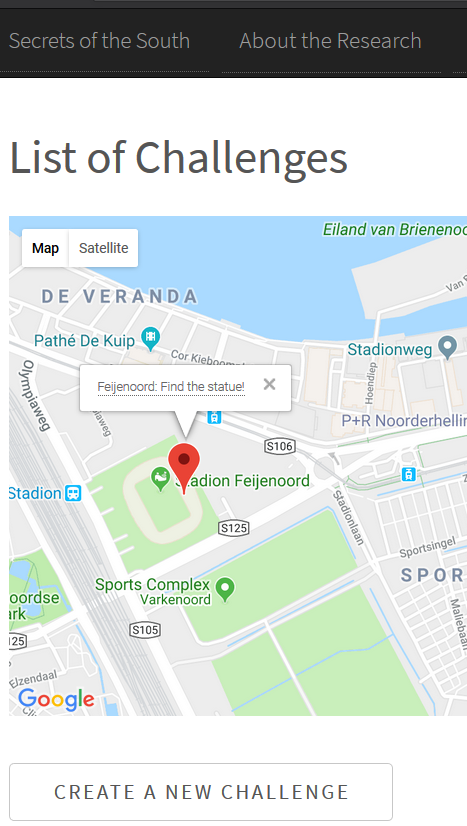 Secrets of the South
About the Research
List of Challenges
Map
Satellite
Eiland van Brienenoo
DE VERANDA
Pathé De Kuip
Cor Kieboomp
Stadionweg
Hoendiep
Van
Olympiaweg
Feijenoord: Find the statue!
P+R Noorderhellin
S106
Stadion
Stadion Feijenoord
S125
Stadionlaan
Sportsingel
SPOR
Sports Complex
Varkenoord
Maliebaan
oordse
ark
S105
25
Elzendaal
Google
CREATE A NEW CHALLENGE